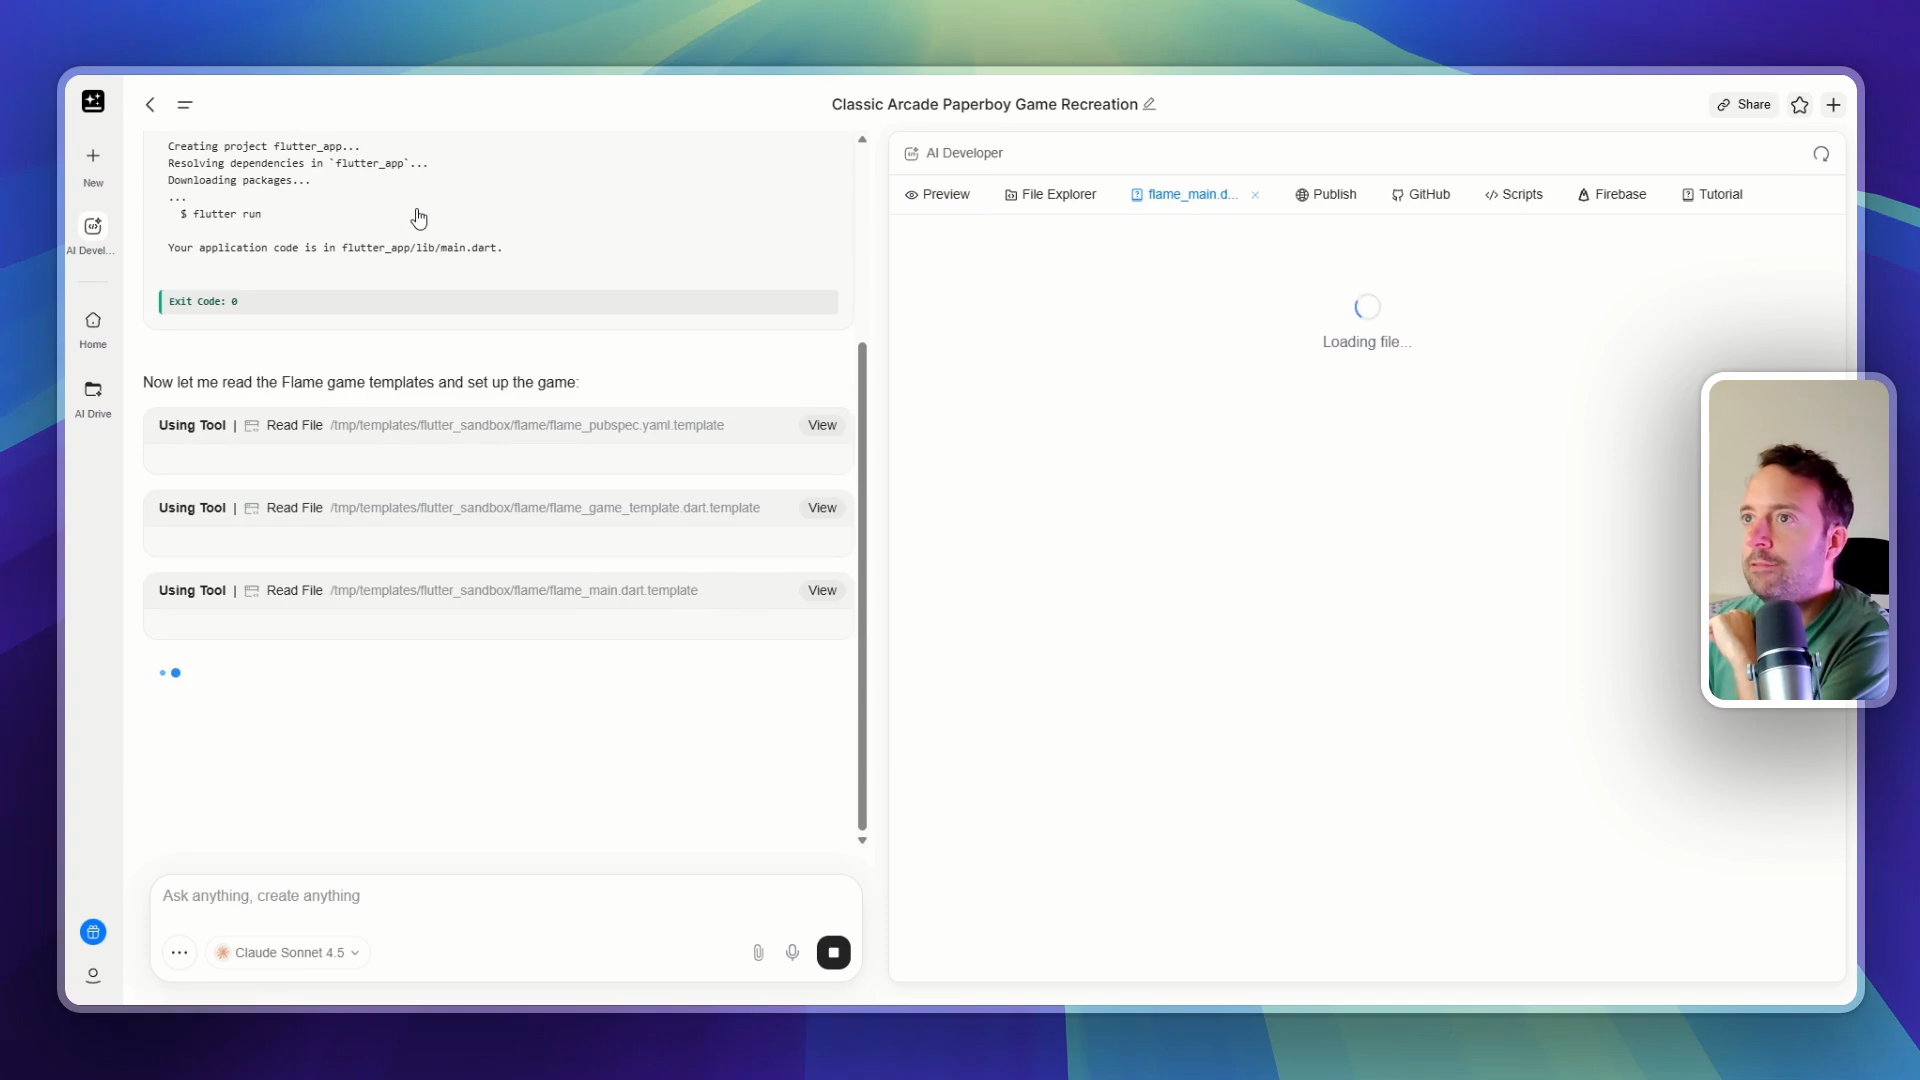 Classic Arcade Paperboy Game Recreation
Share
New
AI Devel...
Home
AI Drive
Creating project flutter_app...
Resolving dependencies in `flutter_app`...
Downloading packages...
...
$ flutter run
Your application code is in flutter_app/lib/main.dart.
Exit Code: 0
Now let me read the Flame game templates and set up the game:
Using Tool | Read File /tmp/templates/flutter_sandbox/flame/flame_pubspec.yaml.template View
Using Tool | Read File /tmp/templates/flutter_sandbox/flame/flame_game_template.dart.template View
Using Tool | Read File /tmp/templates/flutter_sandbox/flame/flame_main.dart.template View
Ask anything, create anything
Claude Sonnet 4.5
AI Developer
Preview File Explorer flame_main.d... × Publish GitHub Scripts Firebase Tutorial
Loading file...